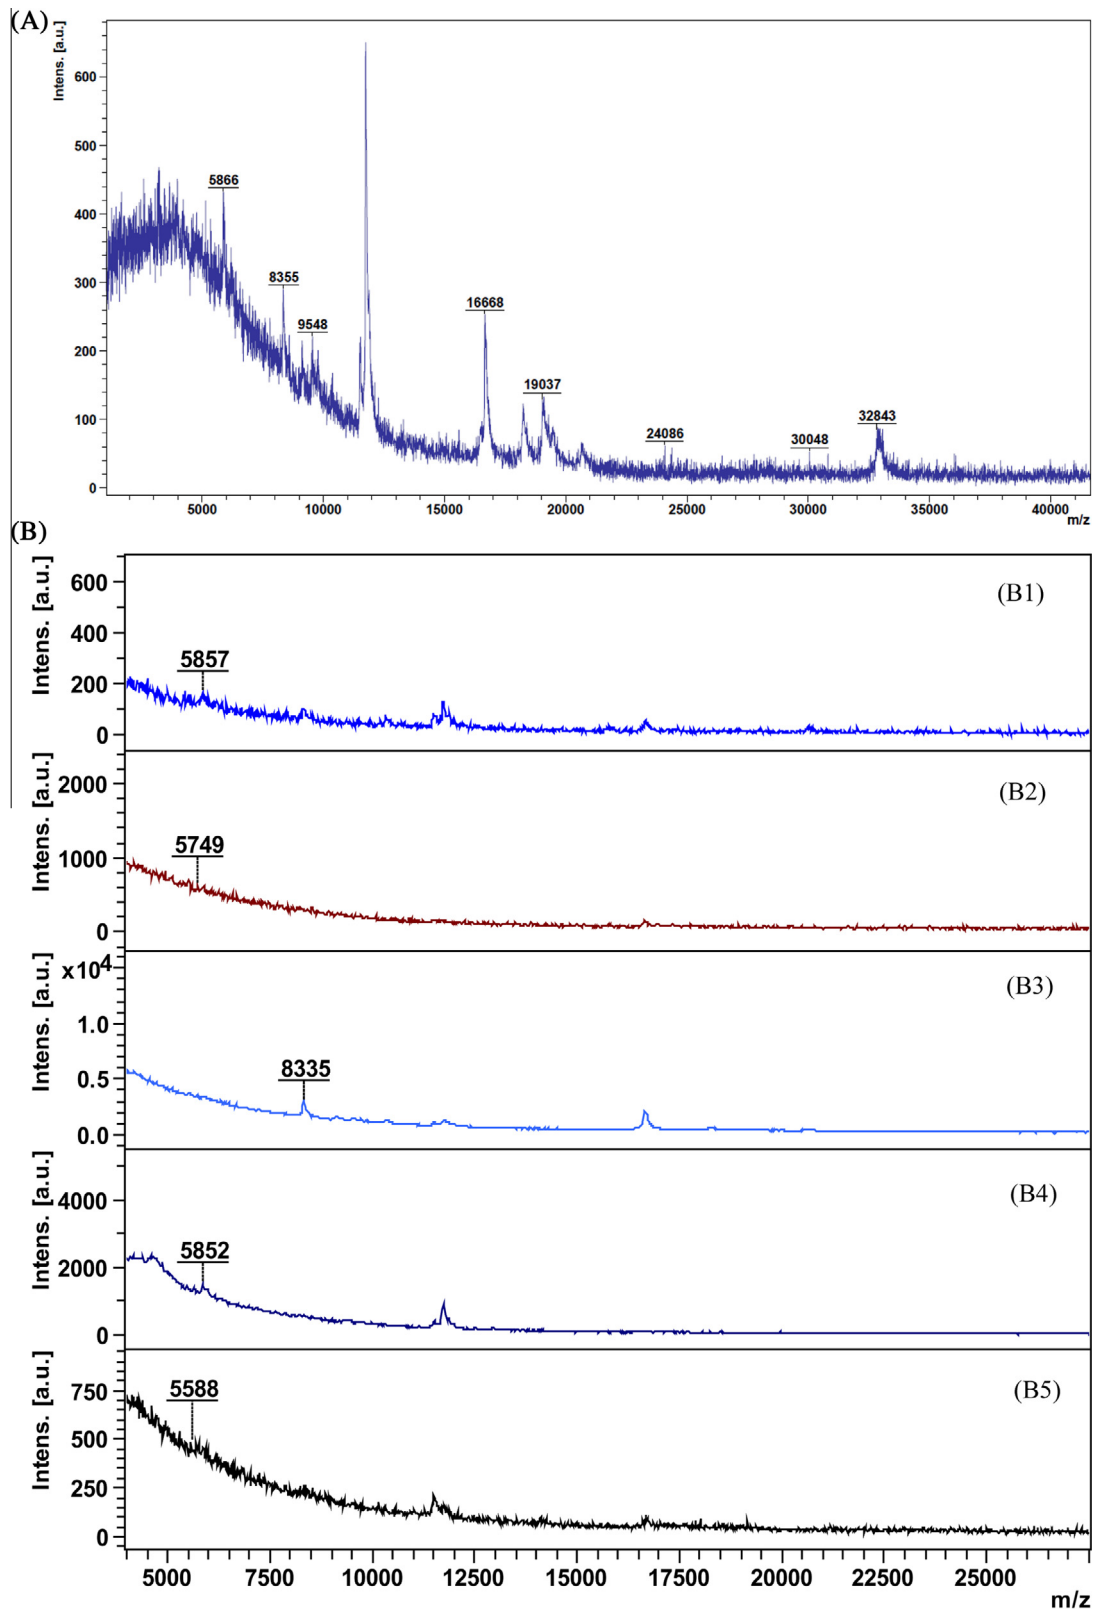 (A)
Intens. [a.u.]
600
500
400
300
200
100
0
5866
8355
9548
16668
19037
24086
30048
32843
5000 10000 15000 20000 25000 30000 35000 40000
m/z
(B)
Intens. [a.u.]
600
400
200
0
5857
(B1)
Intens. [a.u.]
2000
1000
0
5749
(B2)
Intens. [a.u.]
x10⁴
1.0
0.5
0.0
8335
(B3)
Intens. [a.u.]
4000
2000
0
5852
(B4)
Intens. [a.u.]
750
500
250
0
5588
(B5)
5000 7500 10000 12500 15000 17500 20000 22500 25000
m/z